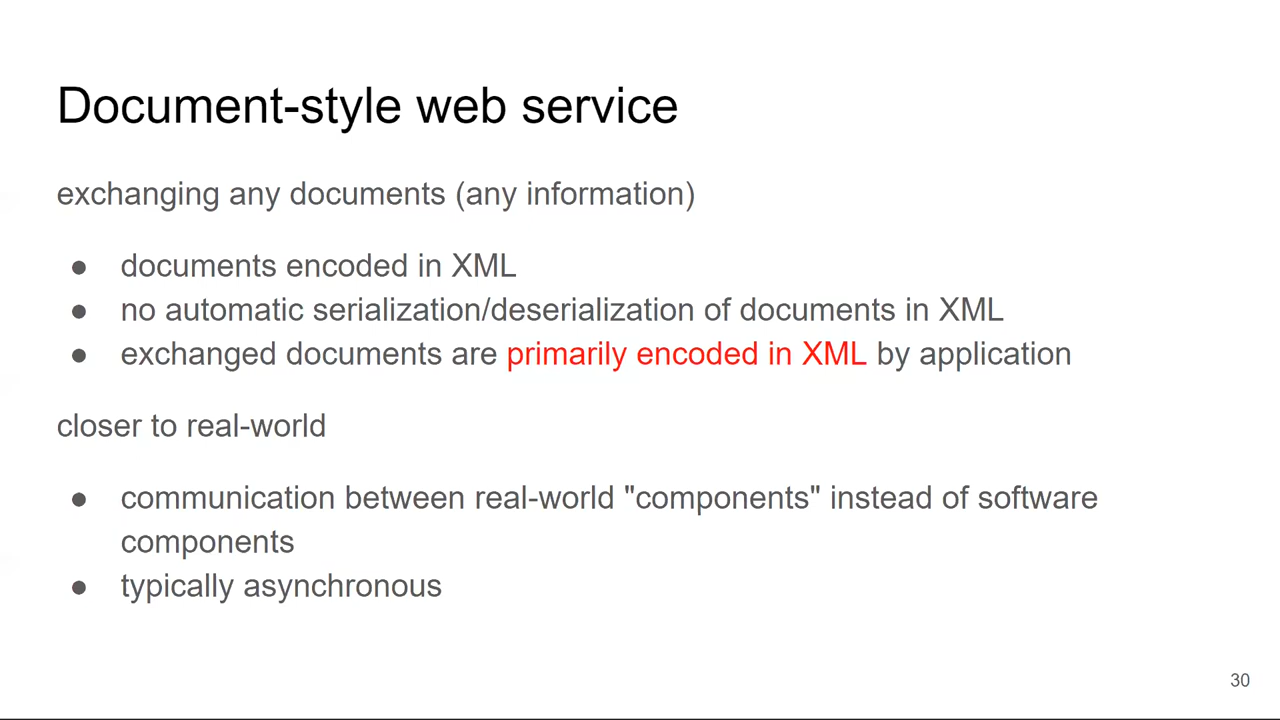 Document-style web service
exchanging any documents (any information)
● documents encoded in XML
● no automatic serialization/deserialization of documents in XML
● exchanged documents are primarily encoded in XML by application
closer to real-world
● communication between real-world "components" instead of software
components
● typically asynchronous
30